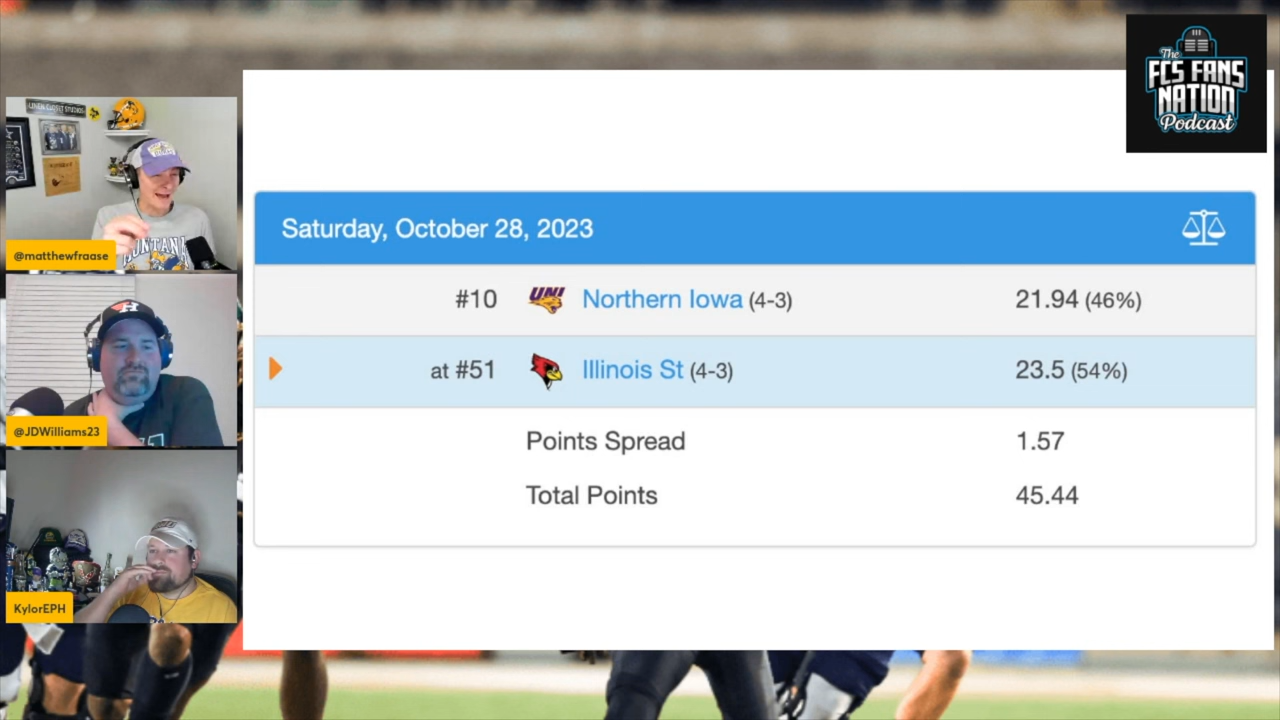 The
FCS FANS
NATION
Podcast
MONTANA
@matthewfraase
H
@JDWilliams23
KylorEPH
Saturday, October 28, 2023
#10 UNI Northern Iowa (4-3) 21.94 (46%)
at #51 Illinois St (4-3) 23.5 (54%)
Points Spread 1.57
Total Points 45.44